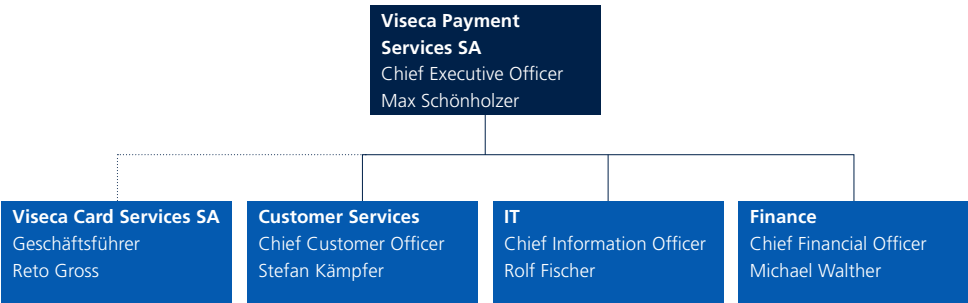 Viseca Payment
Services SA
Chief Executive Officer
Max Schönholzer
Viseca Card Services SA
Geschäftsführer
Reto Gross
Customer Services
Chief Customer Officer
Stefan Kämpfer
IT
Chief Information Officer
Rolf Fischer
Finance
Chief Financial Officer
Michael Walther